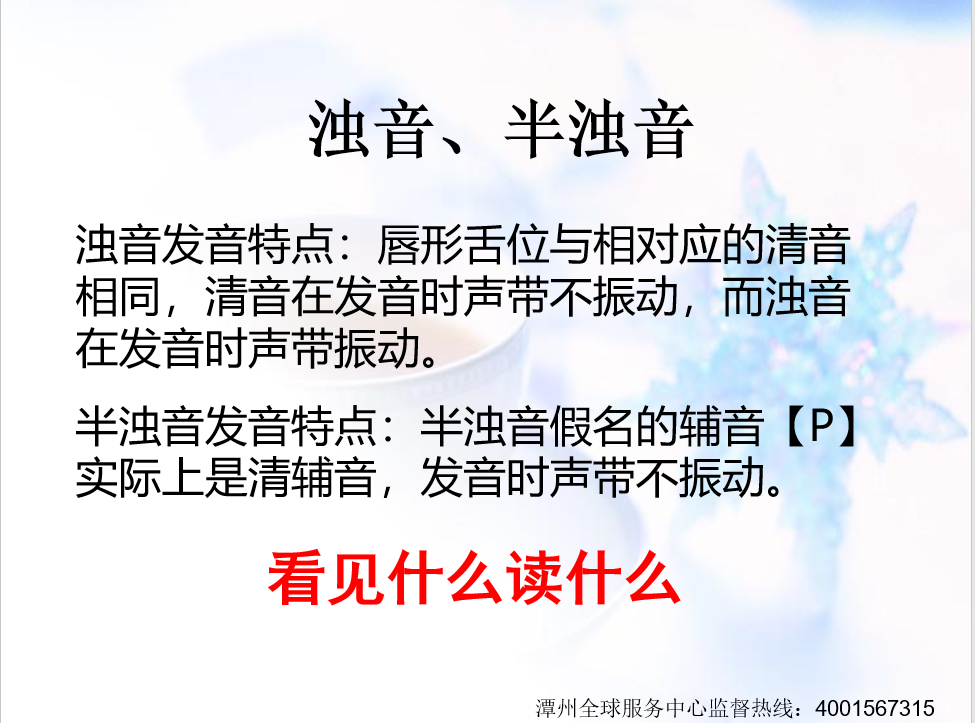 浊音、半浊音
浊音发音特点：唇形舌位与相对应的清音
相同，清音在发音时声带不振动，而浊音
在发音时声带振动。
半浊音发音特点：半浊音假名的辅音【P】
实际上是清辅音，发音时声带不振动。
看见什么读什么
潭州全球服务中心监督热线：4001567315